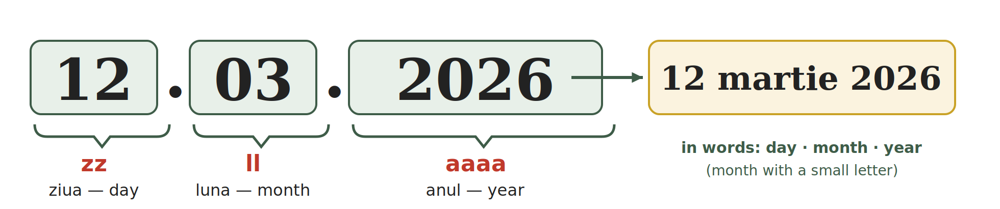 12 . 03 . 2026 12 martie 2026
zz ll aaaa
ziua — day luna — month anul — year
in words: day · month · year
(month with a small letter)